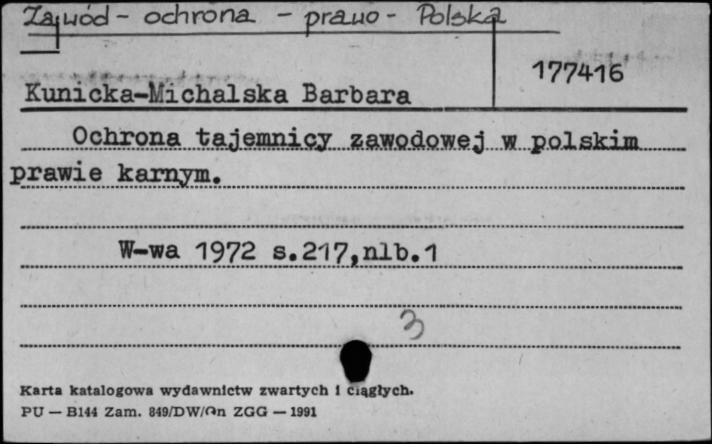 Zawód - ochrona - prawo - Polska
177416
Kunicka-Michalska Barbara
Ochrona tajemnicy zawodowej w polskim
prawie karnym.
W-wa 1972 s.217,nlb.1
3
Karta katalogowa wydawnictw zwartych i ciągłych.
PU — B144 Zam. 849/DW/On ZGG — 1991